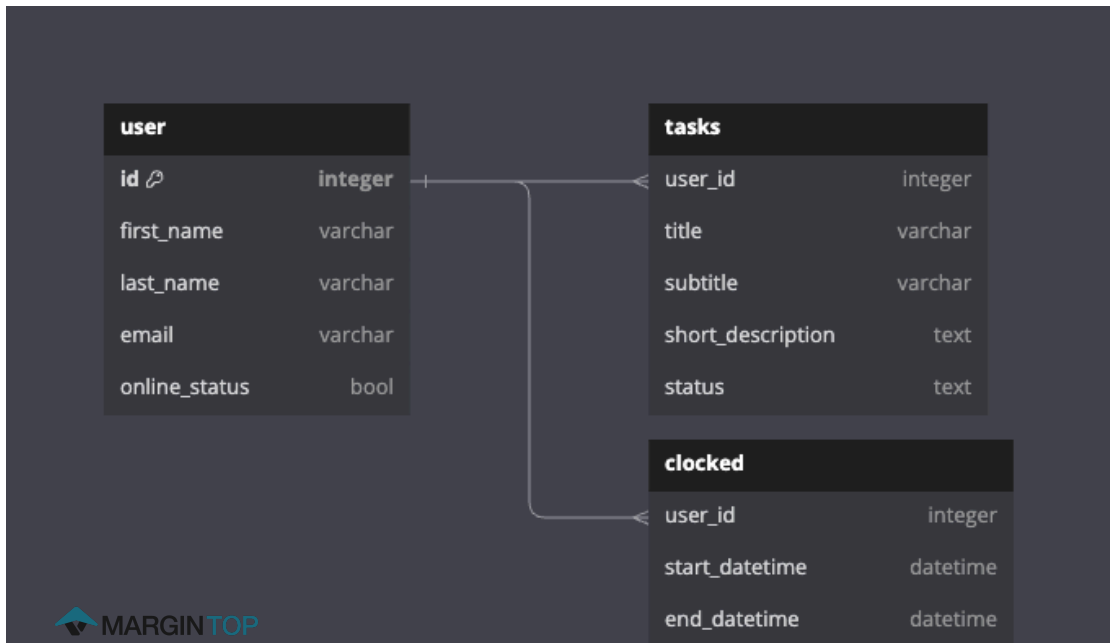 user
id integer
first_name varchar
last_name varchar
email varchar
online_status bool
tasks
user_id integer
title varchar
subtitle varchar
short_description text
status text
clocked
user_id integer
start_datetime datetime
end_datetime datetime
MARGINTOP